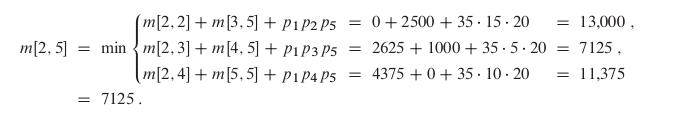 m[2, 2] + m[3, 5] + p₁p₂p₅ = 0 + 2500 + 35 · 15 · 20 = 13,000 ,
m[2, 5] = min { m[2, 3] + m[4, 5] + p₁p₃p₅ = 2625 + 1000 + 35 · 5 · 20 = 7125 ,
m[2, 4] + m[5, 5] + p₁p₄p₅ = 4375 + 0 + 35 · 10 · 20 = 11,375
= 7125 .